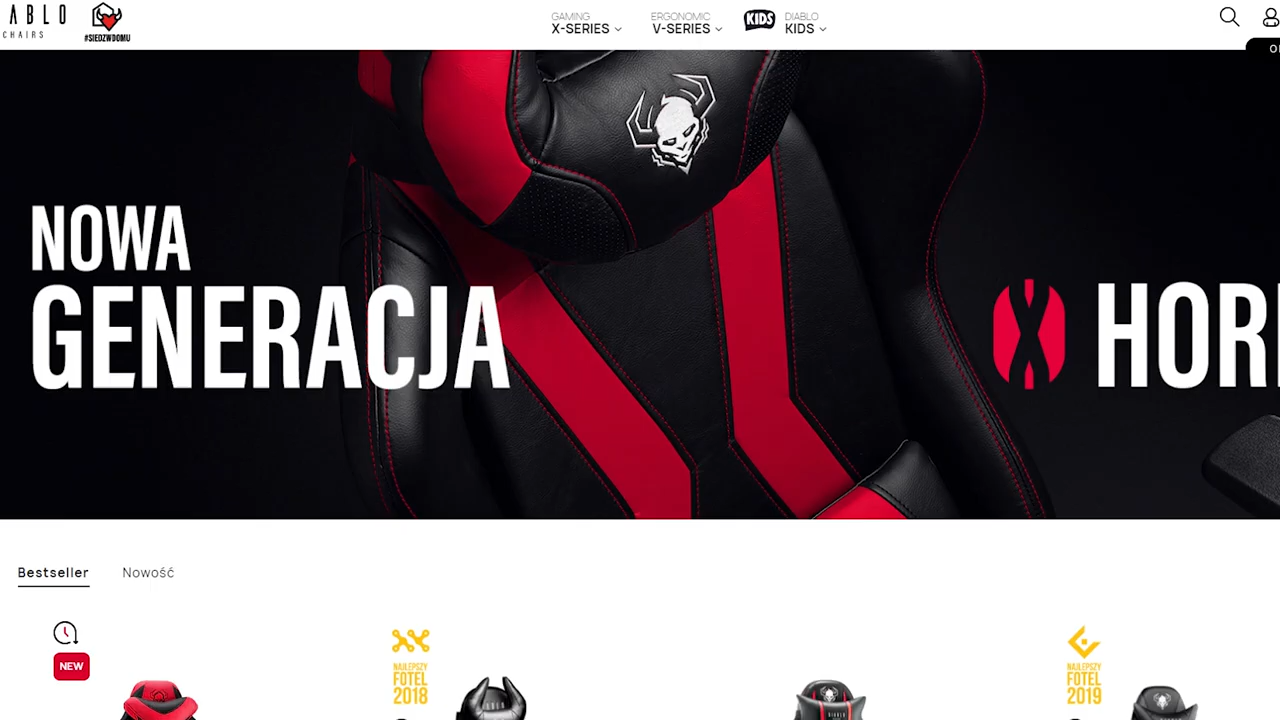 ABLO
CHAIRS
#SIEDZWDOMU
GAMING
X-SERIES
ERGONOMIC
V-SERIES
KIDS
DIABLO
KIDS
NOWA
GENERACJA
X HOR
Bestseller
Nowość
NEW
NAJLEPSZY
FOTEL
2018
NAJLEPSZY
FOTEL
2019